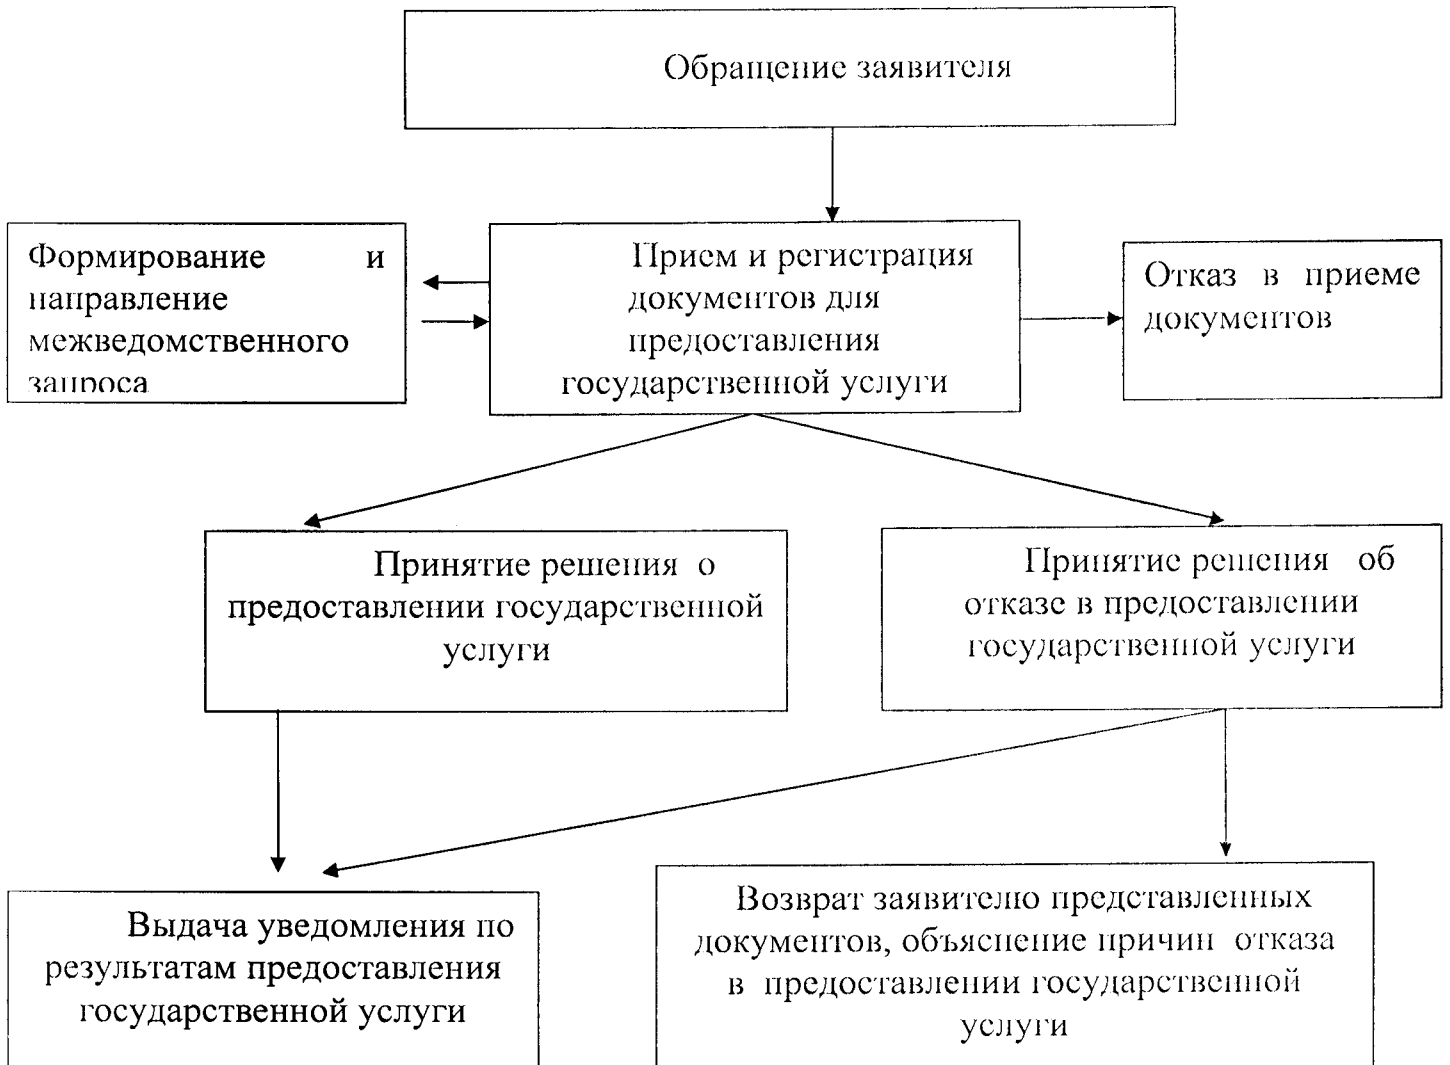 Обращение заявителя
Формирование и
направление
межведомственного
запроса
Прием и регистрация
документов для
предоставления
государственной услуги
Отказ в приеме
документов
Принятие решения о
предоставлении государственной
услуги
Принятие решения об
отказе в предоставлении
государственной услуги
Выдача уведомления по
результатам предоставления
государственной услуги
Возврат заявителю представленных
документов, объяснение причин отказа
в предоставлении государственной
услуги